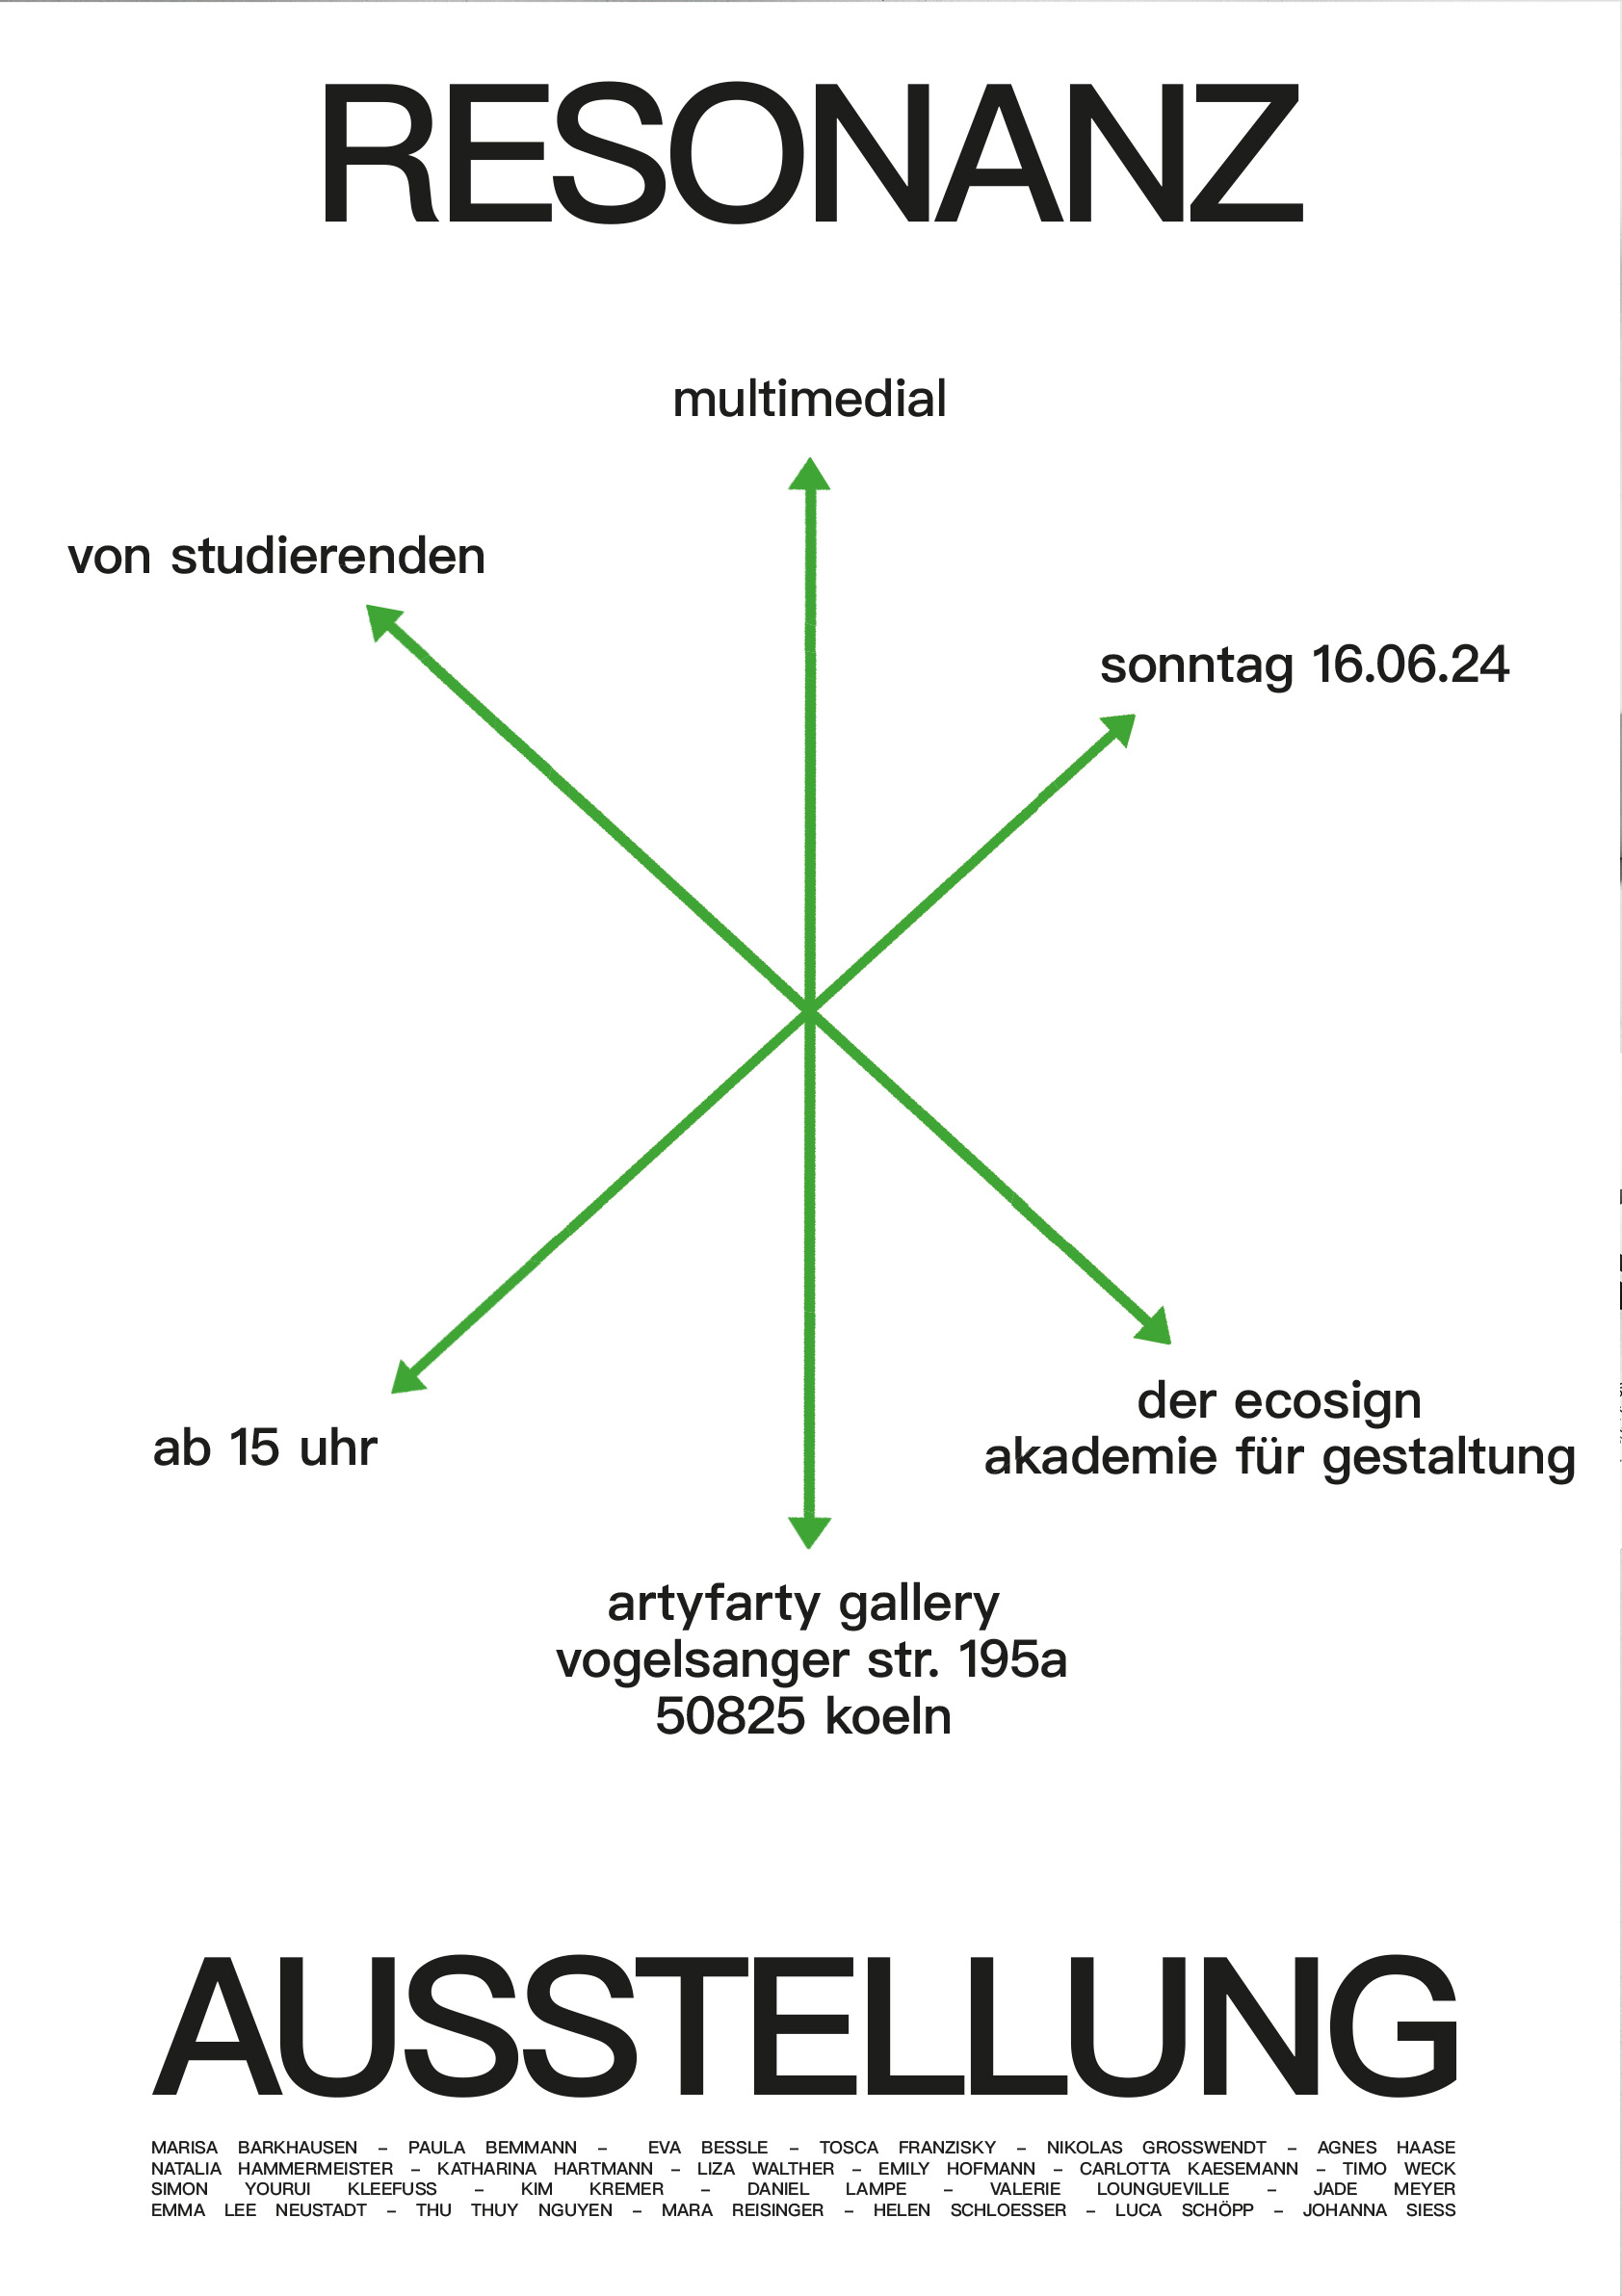 RESONANZ
multimedial
von studierenden
sonntag 16.06.24
ab 15 uhr
der ecosign
akademie für gestaltung
artyfarty gallery
vogelsanger str. 195a
50825 koeln
AUSSTELLUNG
MARISA BARKHAUSEN – PAULA BEMMANN – EVA BESSLE – TOSCA FRANZISKY – NIKOLAS GROSSWENDT – AGNES HAASE
NATALIA HAMMERMEISTER – KATHARINA HARTMANN – LIZA WALTHER – EMILY HOFMANN – CARLOTTA KAESEMANN – TIMO WECK
SIMON YOURUI KLEEFUSS – KIM KREMER – DANIEL LAMPE – VALERIE LOUNGUEVILLE – JADE MEYER
EMMA LEE NEUSTADT – THU THUY NGUYEN – MARA REISINGER – HELEN SCHLOESSER – LUCA SCHÖPP – JOHANNA SIESS